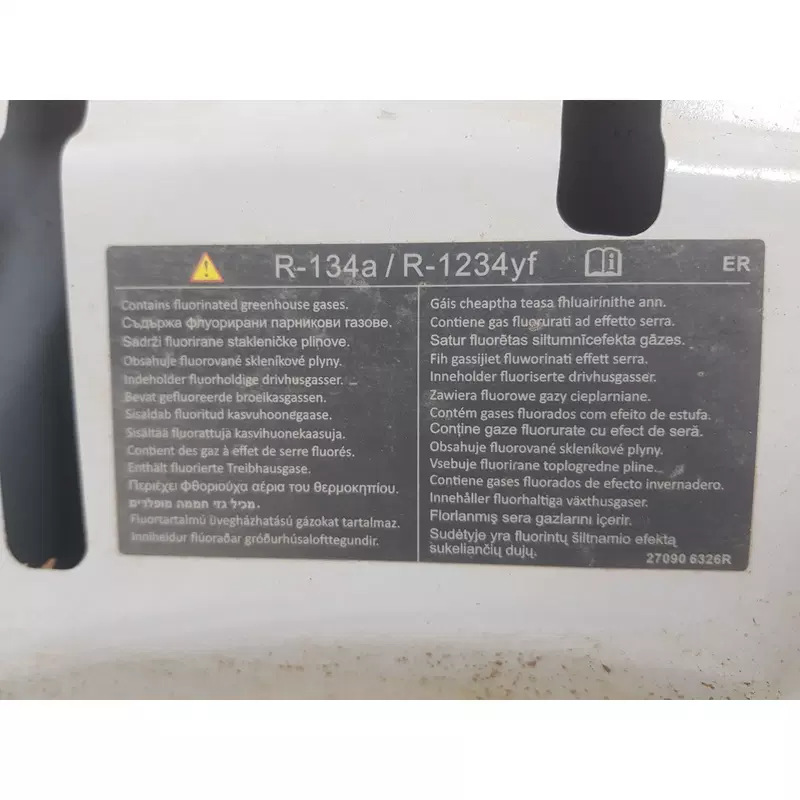 R-134a / R-1234yf
ER
Contains fluorinated greenhouse gases.
Съдържа флуорирани парникови газове.
Sadrži fluorirane stakleničke plinove.
Obsahuje fluorované skleníkové plyny.
Indeholder fluorholdige drivhusgasser.
Bevat gefluoreerde broeikasgassen.
Sisaldab fluoritud kasvuhoonegaase.
Sisältää fluorattuja kasvihuonekaasuja.
Contient des gaz à effet de serre fluorés.
Enthält fluorierte Treibhausgase.
Περιέχει φθοριούχα αέρια του θερμοκηπίου.
מכיל גזי חממה מופלרים.
Fluortartalmú üvegházhatású gázokat tartalmaz.
Inniheldur flúoraðar gróðurhúsalofttegundir.
Gáis cheaptha teasa fhluairínithe ann.
Contiene gas fluorurati ad effetto serra.
Satur fluorētas siltumnīcefekta gāzes.
Fih gassijiet fluworinati effett serra.
Inneholder fluoriserte drivhusgasser.
Zawiera fluorowe gazy cieplarniane.
Contém gases fluorados com efeito de estufa.
Conține gaze fluorurate cu efect de seră.
Obsahuje fluorované skleníkové plyny.
Vsebuje fluorirane toplogredne pline.
Contiene gases fluorados de efecto invernadero.
Innehåller fluorhaltiga växthusgaser.
Florlanmış sera gazlarını içerir.
Sudėtyje yra fluorintų šiltnamio efektą
sukeliančių dujų.
27090 6326R